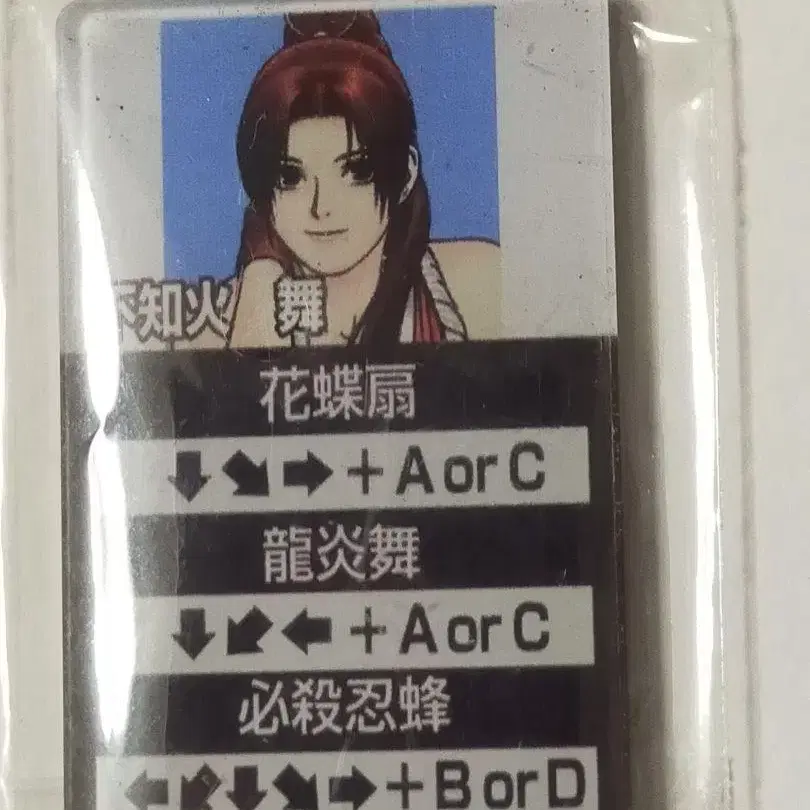 不知火 舞
花蝶扇
↓↘→+A or C
龍炎舞
↓↙←+A or C
必殺忍蜂
←↙↓↘→+B or D